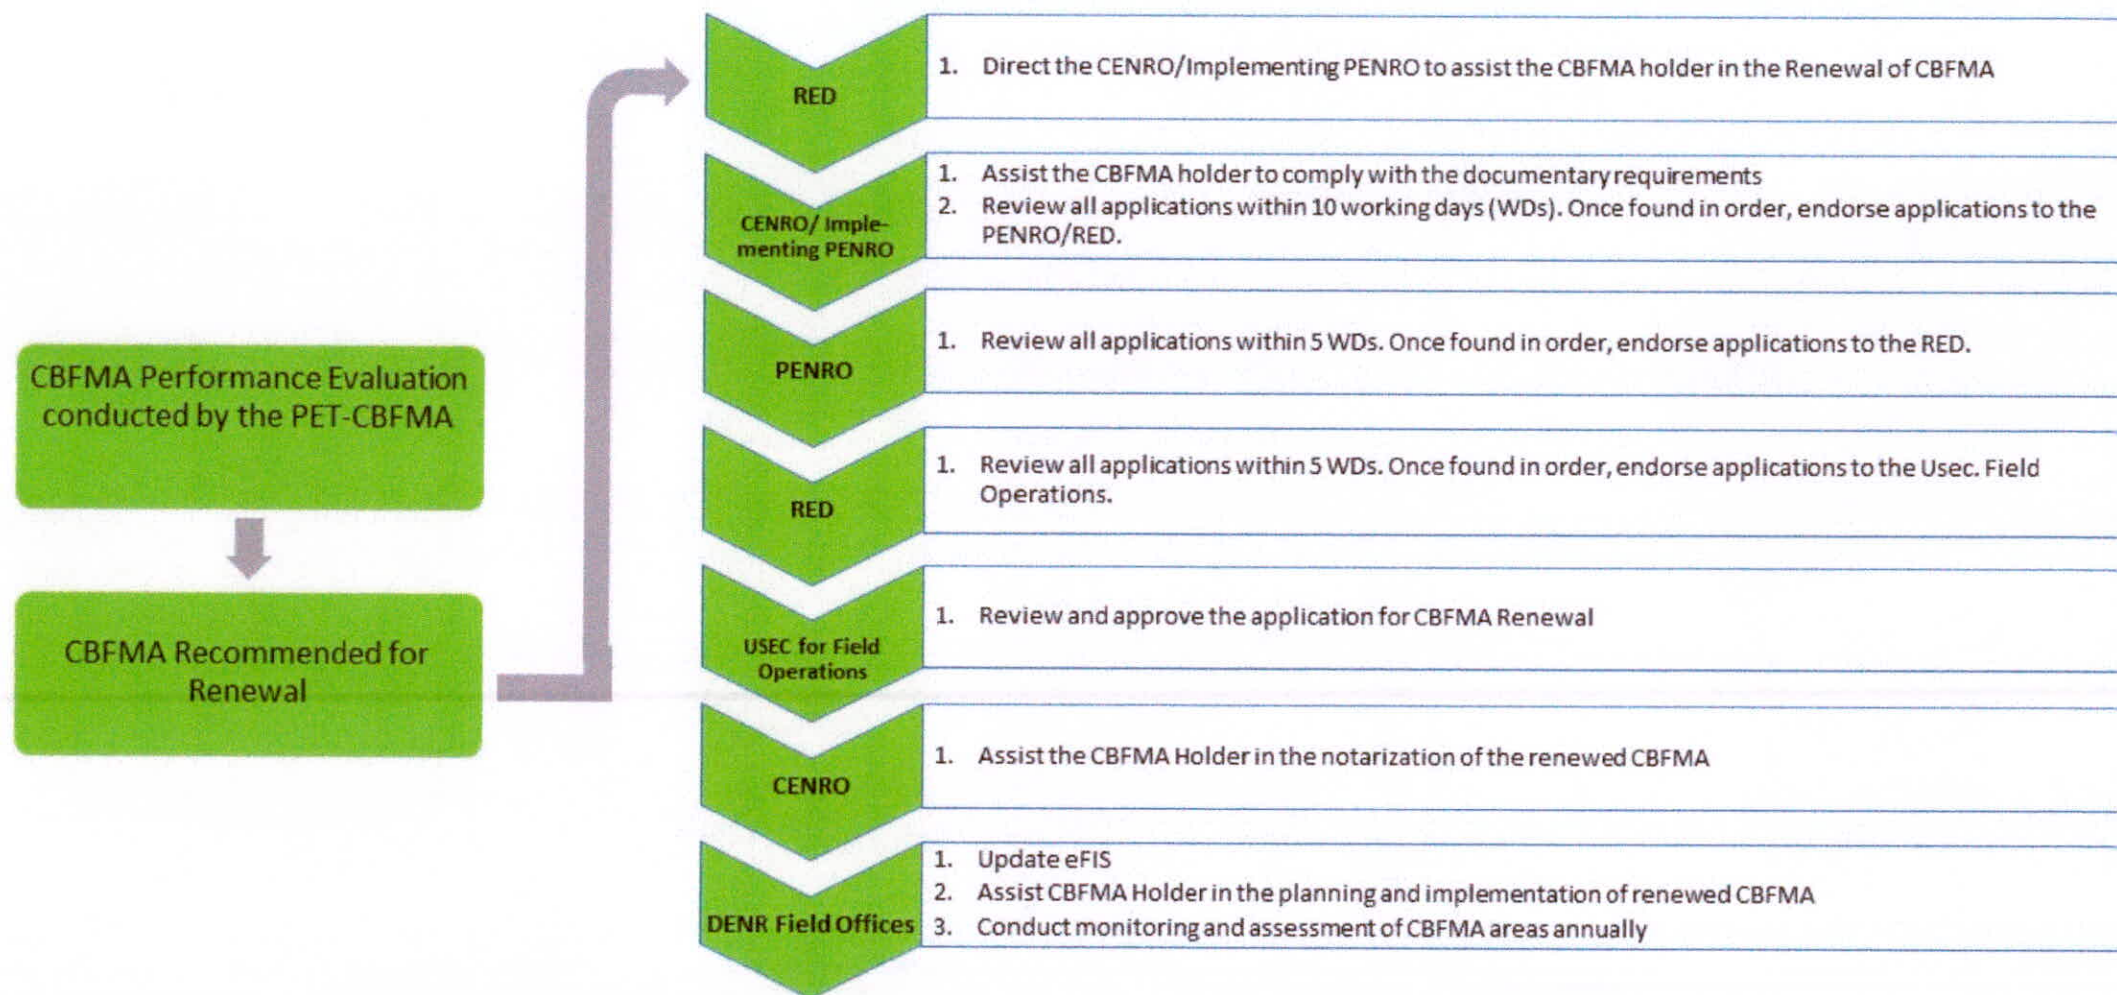 CBFMA Performance Evaluation
conducted by the PET-CBFMA
CBFMA Recommended for
Renewal
RED
1. Direct the CENRO/Implementing PENRO to assist the CBFMA holder in the Renewal of CBFMA
CENRO/ Imple-
menting PENRO
1. Assist the CBFMA holder to comply with the documentary requirements
2. Review all applications within 10 working days (WDs). Once found in order, endorse applications to the
PENRO/RED.
PENRO
1. Review all applications within 5 WDs. Once found in order, endorse applications to the RED.
RED
1. Review all applications within 5 WDs. Once found in order, endorse applications to the Usec. Field
Operations.
USEC for Field
Operations
1. Review and approve the application for CBFMA Renewal
CENRO
1. Assist the CBFMA Holder in the notarization of the renewed CBFMA
DENR Field Offices
1. Update eFIS
2. Assist CBFMA Holder in the planning and implementation of renewed CBFMA
3. Conduct monitoring and assessment of CBFMA areas annually